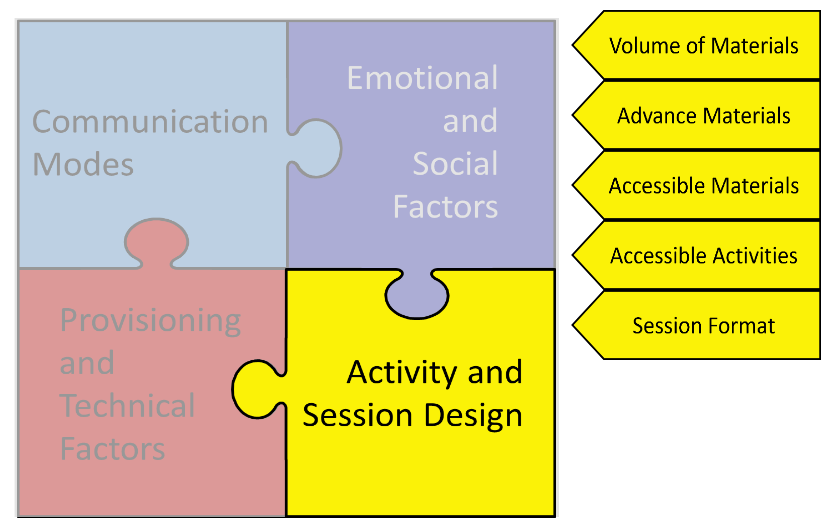 Communication
Modes
Emotional
and
Social
Factors
Provisioning
and
Technical
Factors
Activity and
Session Design
Volume of Materials
Advance Materials
Accessible Materials
Accessible Activities
Session Format